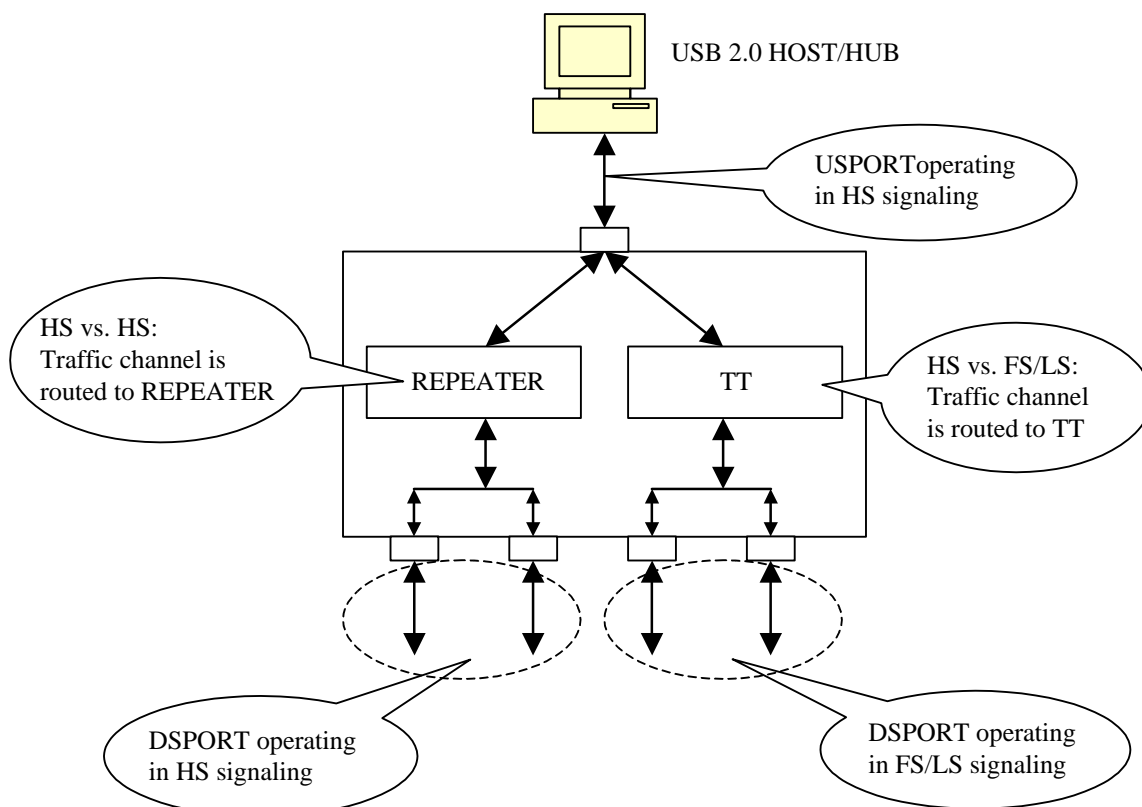 USB 2.0 HOST/HUB
USPORToperating
in HS signaling
HS vs. HS:
Traffic channel is
routed to REPEATER
REPEATER
TT
HS vs. FS/LS:
Traffic channel
is routed to TT
DSPORT operating
in HS signaling
DSPORT operating
in FS/LS signaling